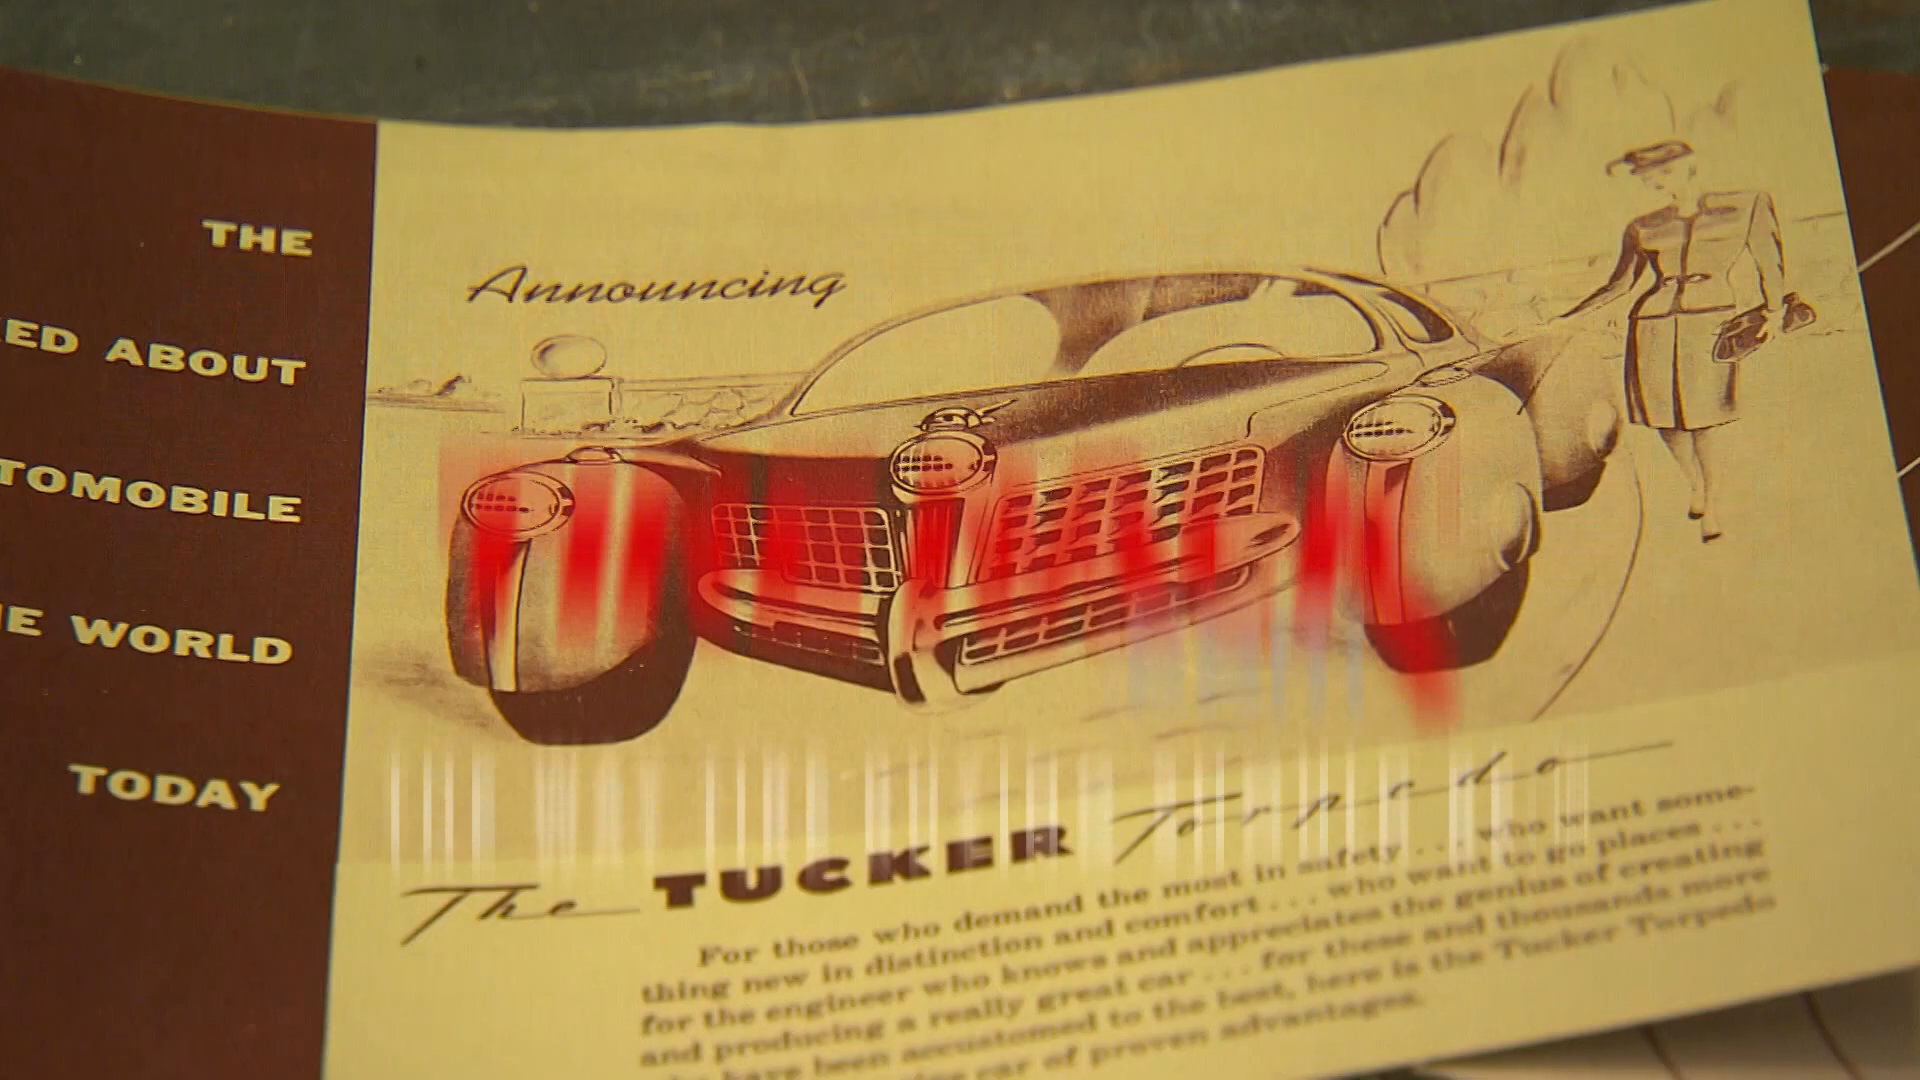 THE
ED ABOUT
TOMOBILE
E WORLD
TODAY
Announcing
The TUCKER Torpedo
For those who demand the most in safety . . . who want some-
thing new in distinction and comfort . . . who want to go places . . .
for the engineer who knows and appreciates the genius of creating
and producing a really great car . . . for these and thousands more
have been accustomed to the best, here is the Tucker Torpedo
car of proven advantages.